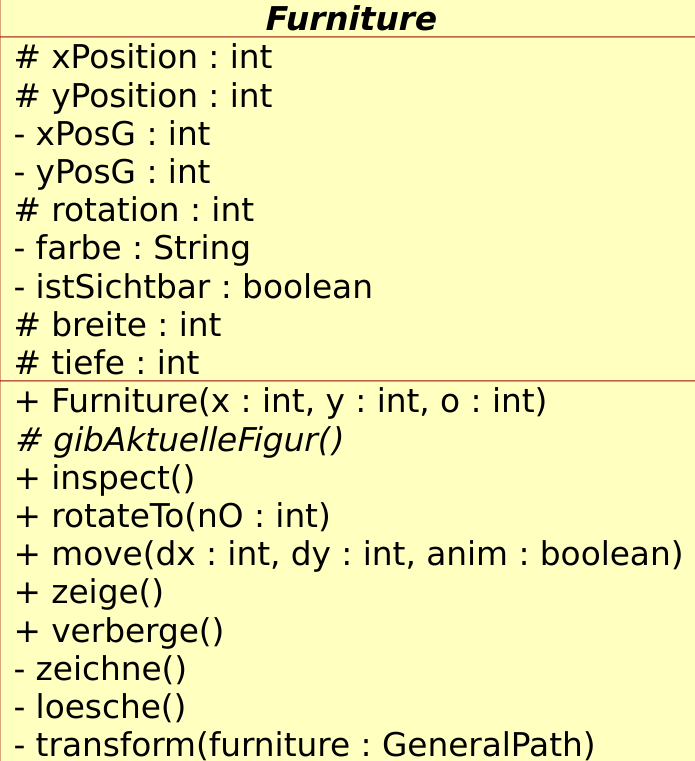 Furniture
# xPosition : int
# yPosition : int
- xPosG : int
- yPosG : int
# rotation : int
- farbe : String
- istSichtbar : boolean
# breite : int
# tiefe : int
+ Furniture(x : int, y : int, o : int)
# gibAktuelleFigur()
+ inspect()
+ rotateTo(nO : int)
+ move(dx : int, dy : int, anim : boolean)
+ zeige()
+ verberge()
- zeichne()
- loesche()
- transform(furniture : GeneralPath)